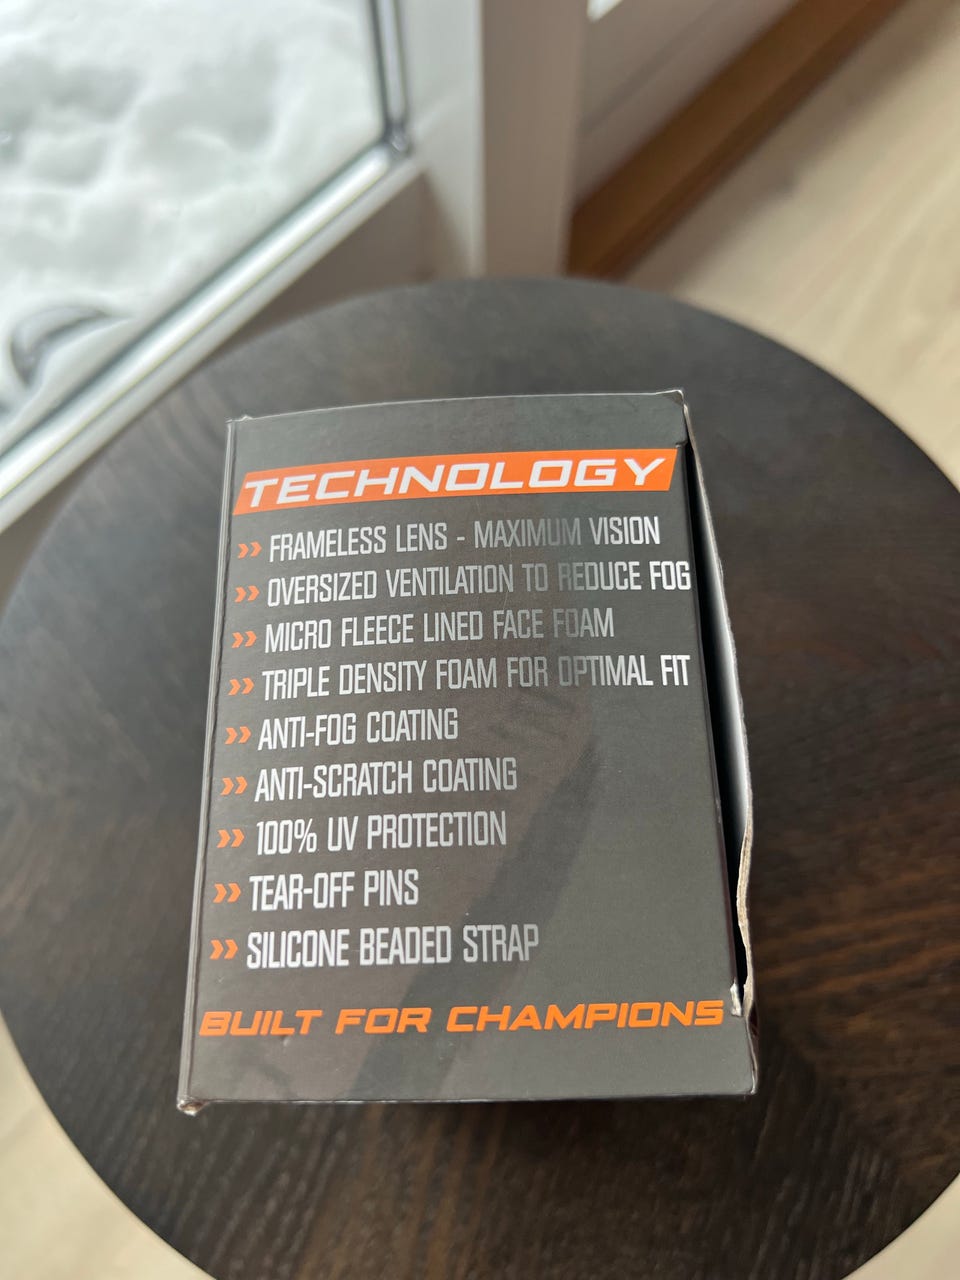 TECHNOLOGY
» FRAMELESS LENS - MAXIMUM VISION
» OVERSIZED VENTILATION TO REDUCE FOG
» MICRO FLEECE LINED FACE FOAM
» TRIPLE DENSITY FOAM FOR OPTIMAL FIT
» ANTI-FOG COATING
» ANTI-SCRATCH COATING
» 100% UV PROTECTION
» TEAR-OFF PINS
» SILICONE BEADED STRAP
BUILT FOR CHAMPIONS